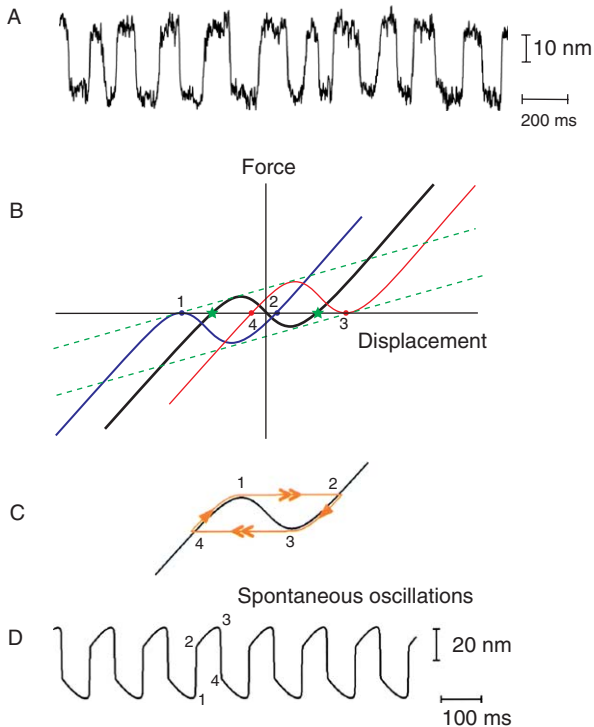 A
10 nm
200 ms
Force
B
1
2
4
3
Displacement
C
1
2
4
3
Spontaneous oscillations
D
3
2
4
1
20 nm
100 ms